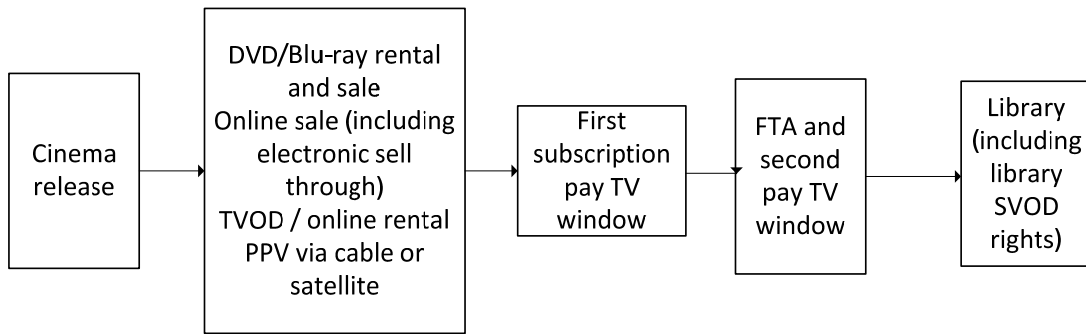 Cinema
release
DVD/Blu-ray rental
and sale
Online sale (including
electronic sell
through)
TVOD / online rental
PPV via cable or
satellite
First
subscription
pay TV
window
FTA and
second
pay TV
window
Library
(including
library
SVOD
rights)